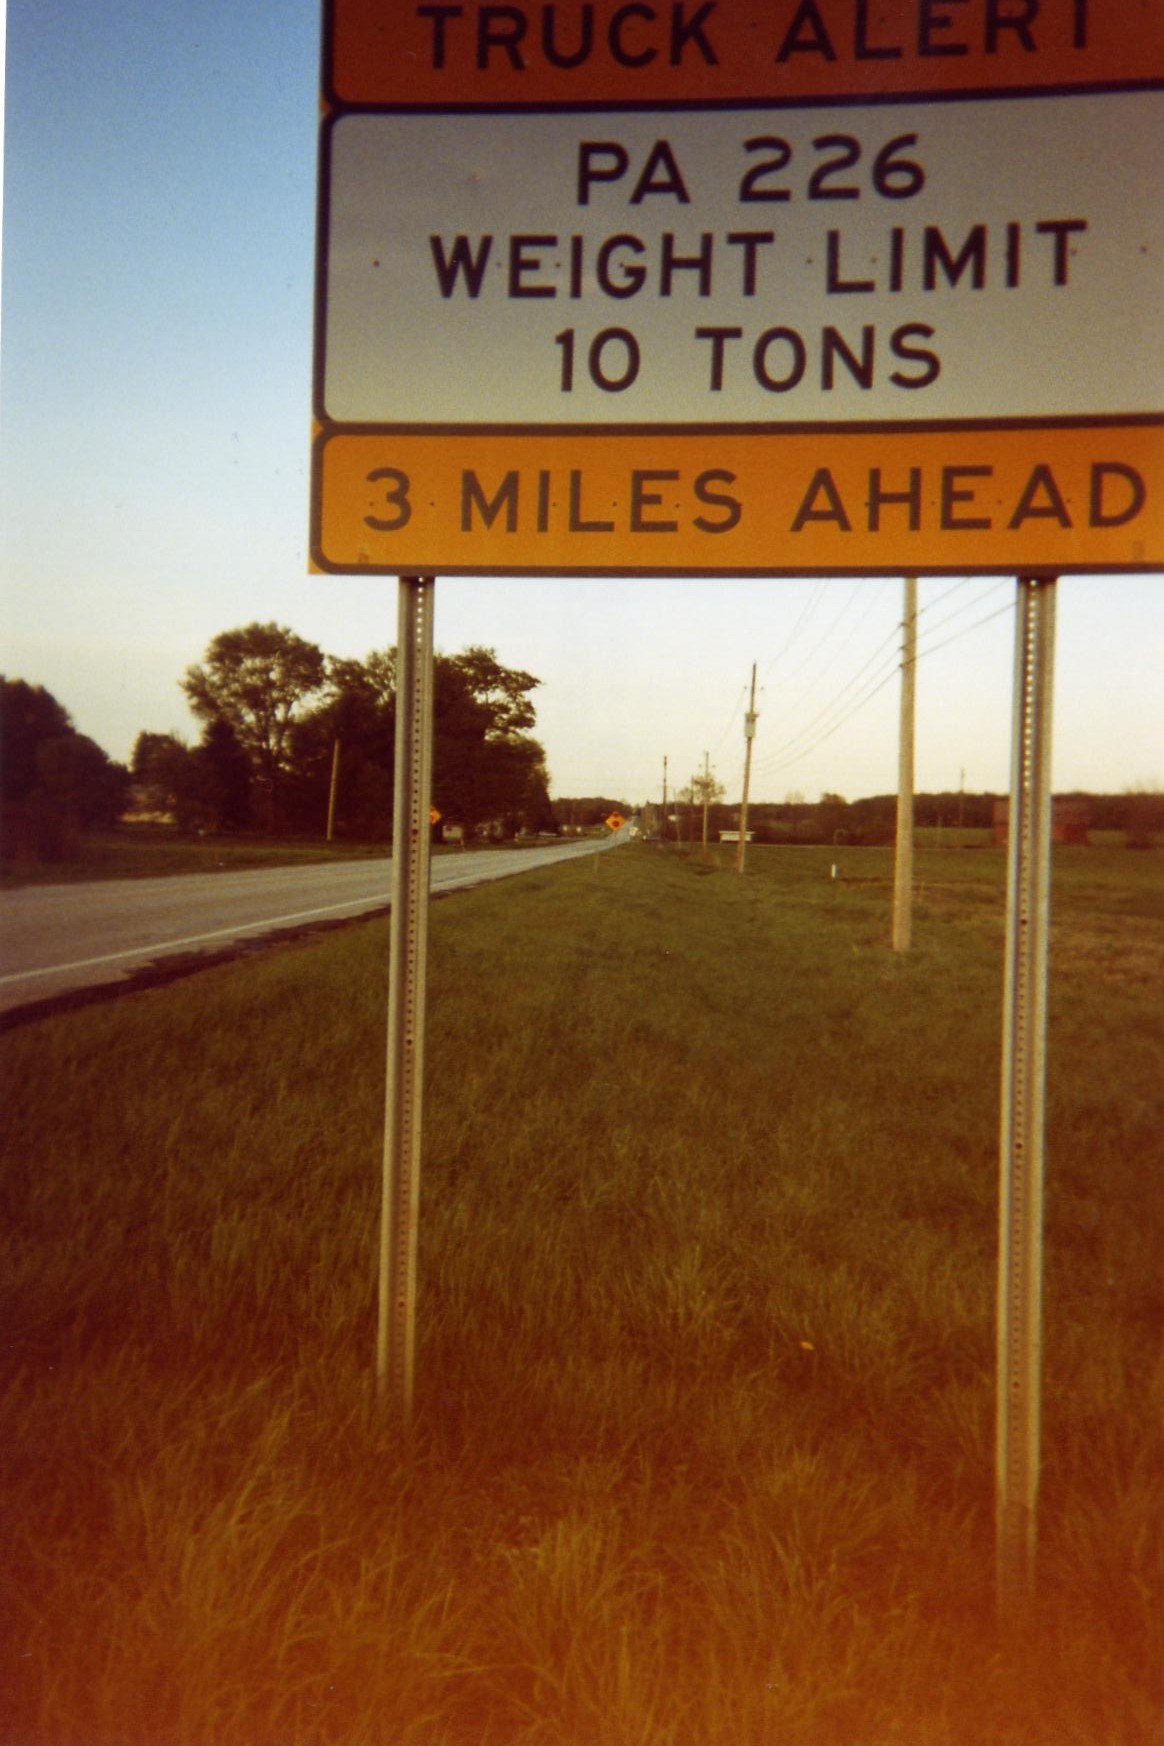 TRUCK ALERT
PA 226
WEIGHT LIMIT
10 TONS
3 MILES AHEAD